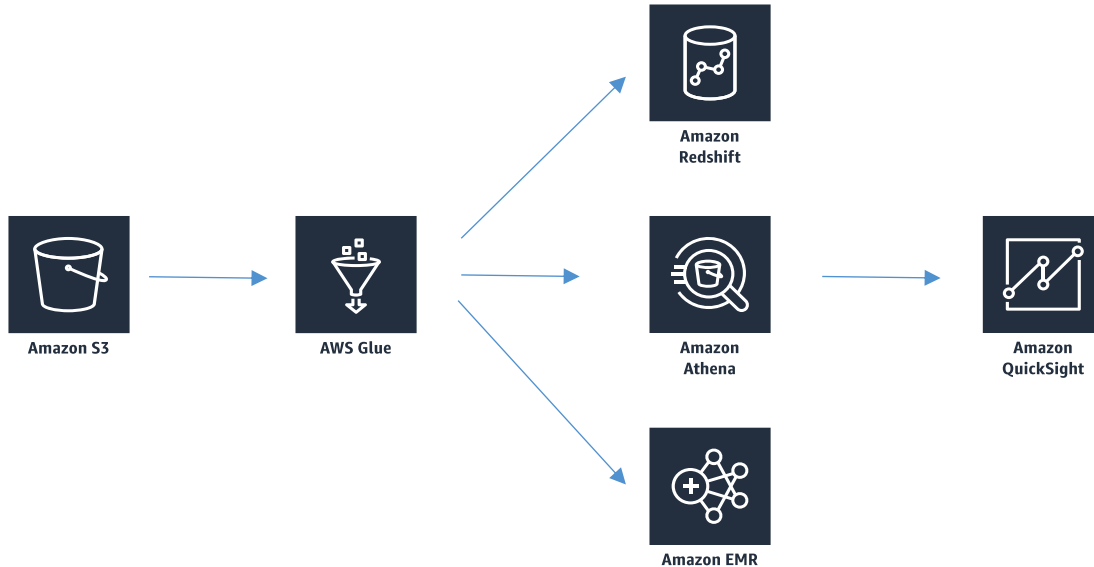 Amazon
Redshift
Amazon S3
AWS Glue
Amazon
Athena
Amazon
QuickSight
Amazon EMR